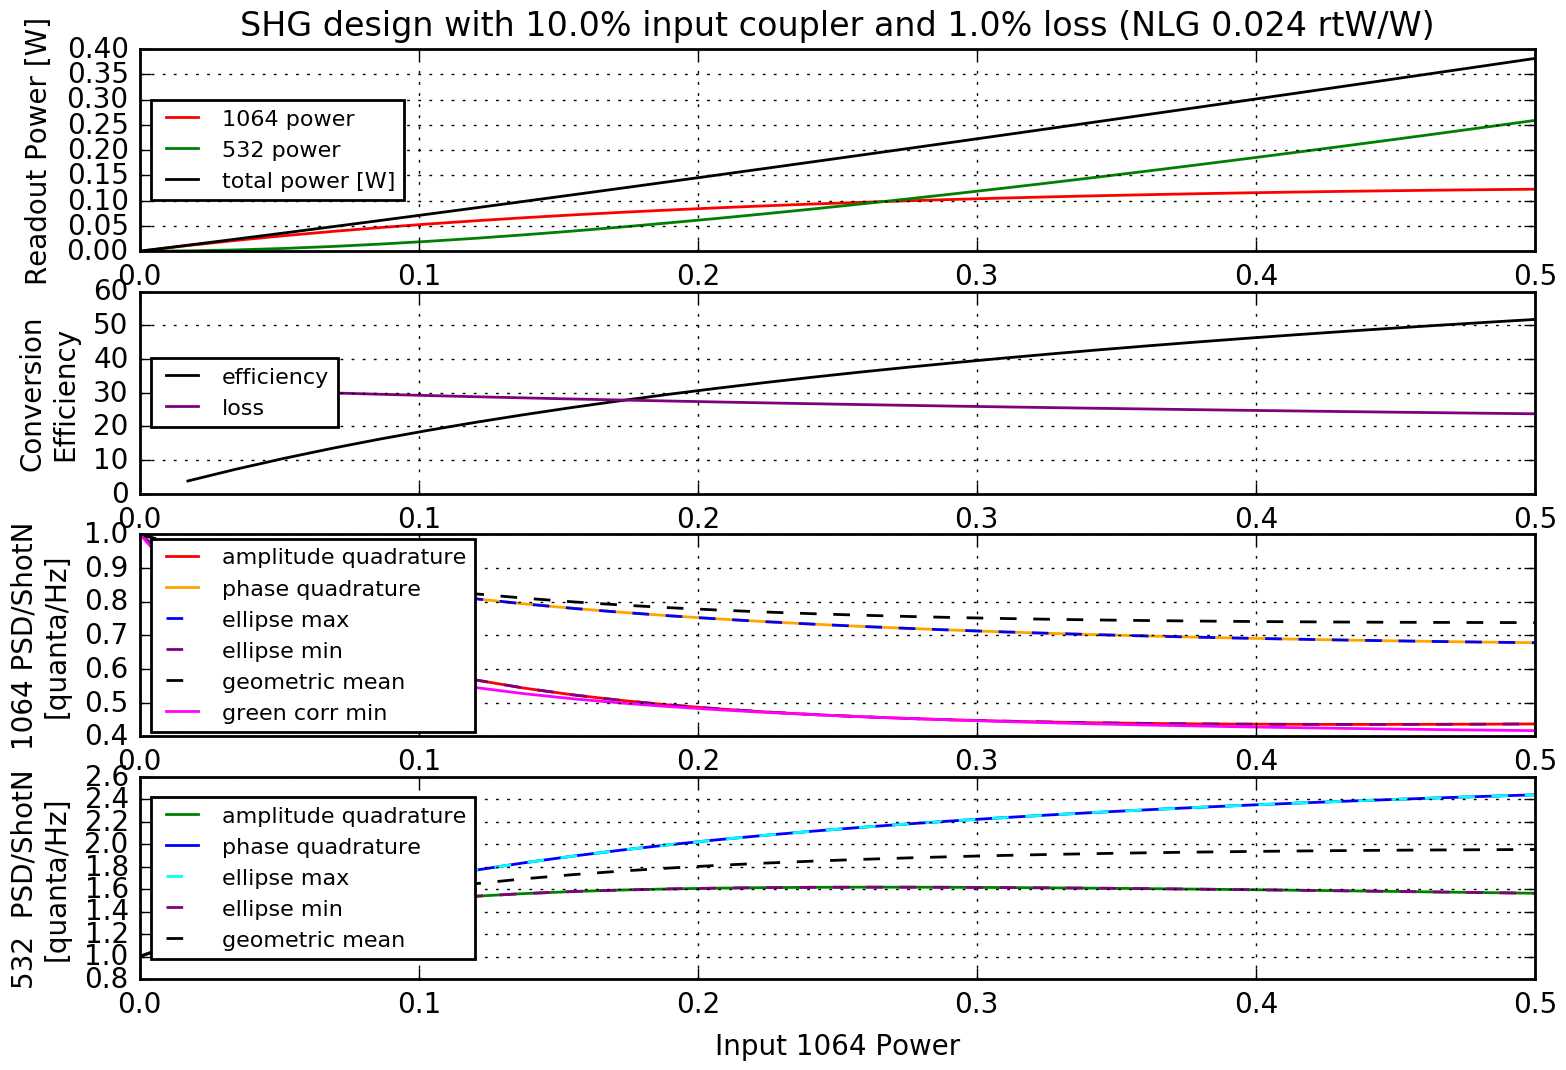 SHG design with 10.0% input coupler and 1.0% loss (NLG 0.024 rtW/W)
Readout Power [W]
0.40
0.35
0.30
0.25
0.20
0.15
0.10
0.05
0.00
1064 power
532 power
total power [W]
0.0 0.1 0.2 0.3 0.4 0.5
Conversion
Efficiency
60
50
40
30
20
10
0
efficiency
loss
0.0 0.1 0.2 0.3 0.4 0.5
1064 PSD/ShotN
[quanta/Hz]
1.0
0.9
0.8
0.7
0.6
0.5
0.4
amplitude quadrature
phase quadrature
ellipse max
ellipse min
geometric mean
green corr min
0.0 0.1 0.2 0.3 0.4 0.5
532 PSD/ShotN
[quanta/Hz]
2.6
2.4
2.2
2.0
1.8
1.6
1.4
1.2
1.0
0.8
amplitude quadrature
phase quadrature
ellipse max
ellipse min
geometric mean
0.0 0.1 0.2 0.3 0.4 0.5
Input 1064 Power